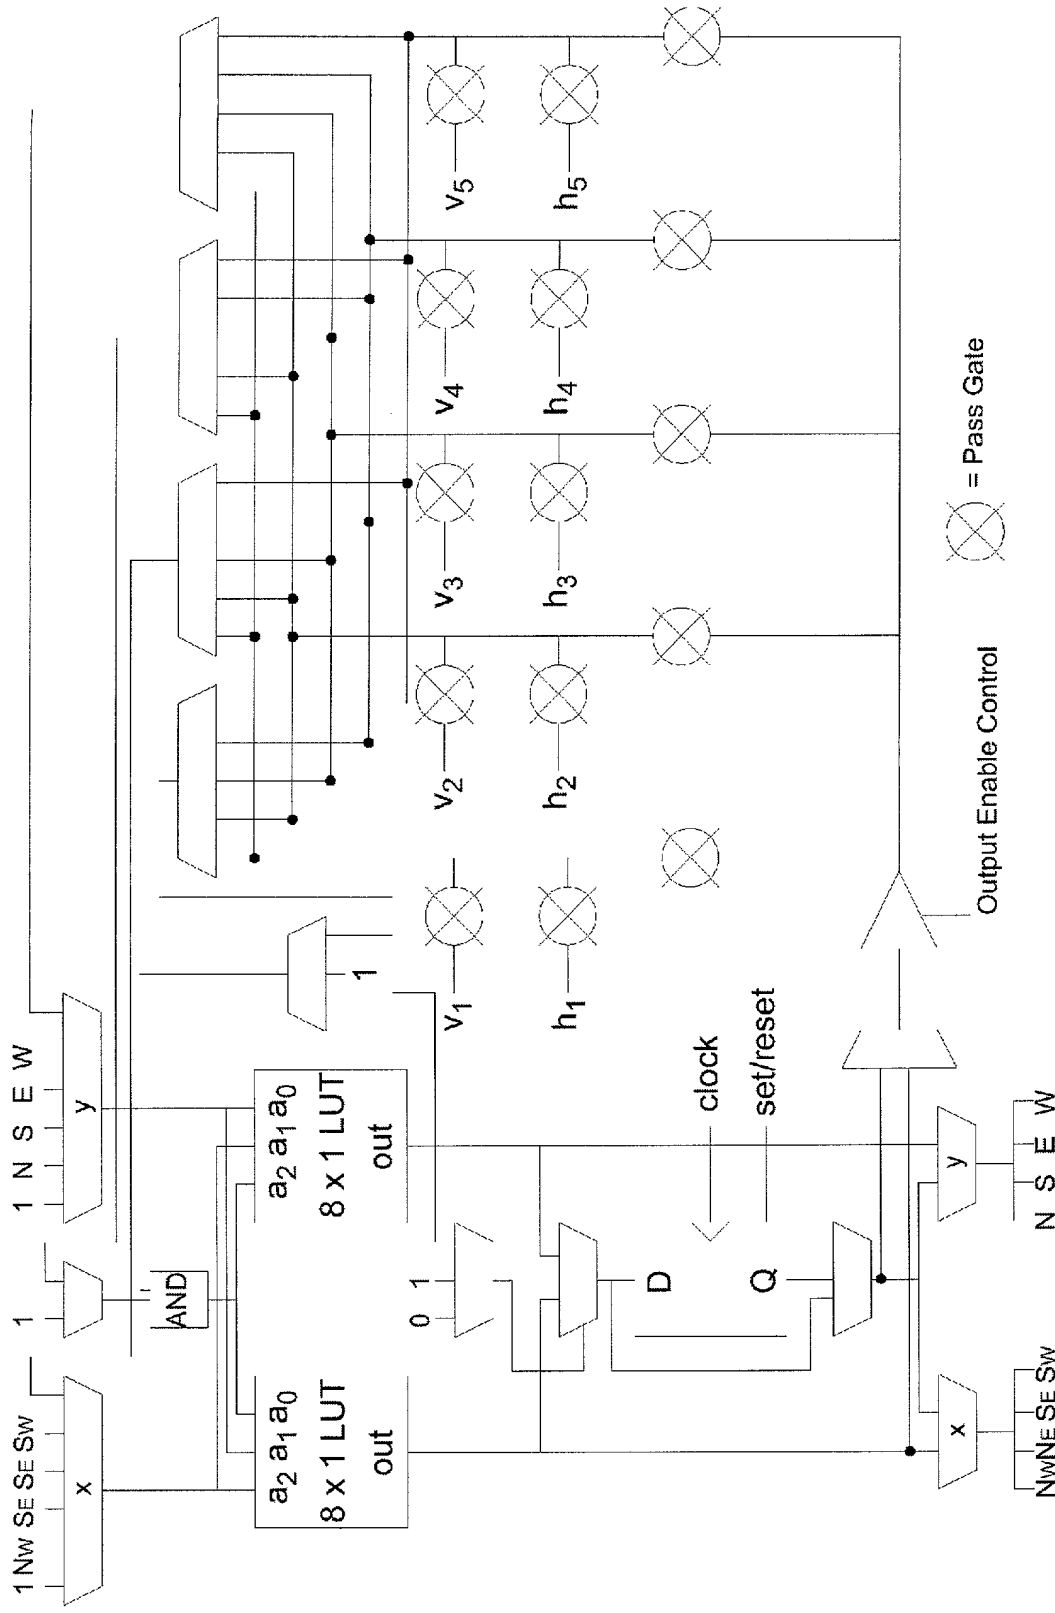 1 NW SE SE SW
1
1 N S E W
x
y
AND
a2 a1 a0
8 x 1 LUT
out
a2 a1 a0
8 x 1 LUT
out
1
0 1
D
Q
clock
set/reset
x
y
NW NE SE SW
N S E W
v1
h1
v2
h2
v3
h3
v4
h4
v5
h5
Output Enable Control
= Pass Gate